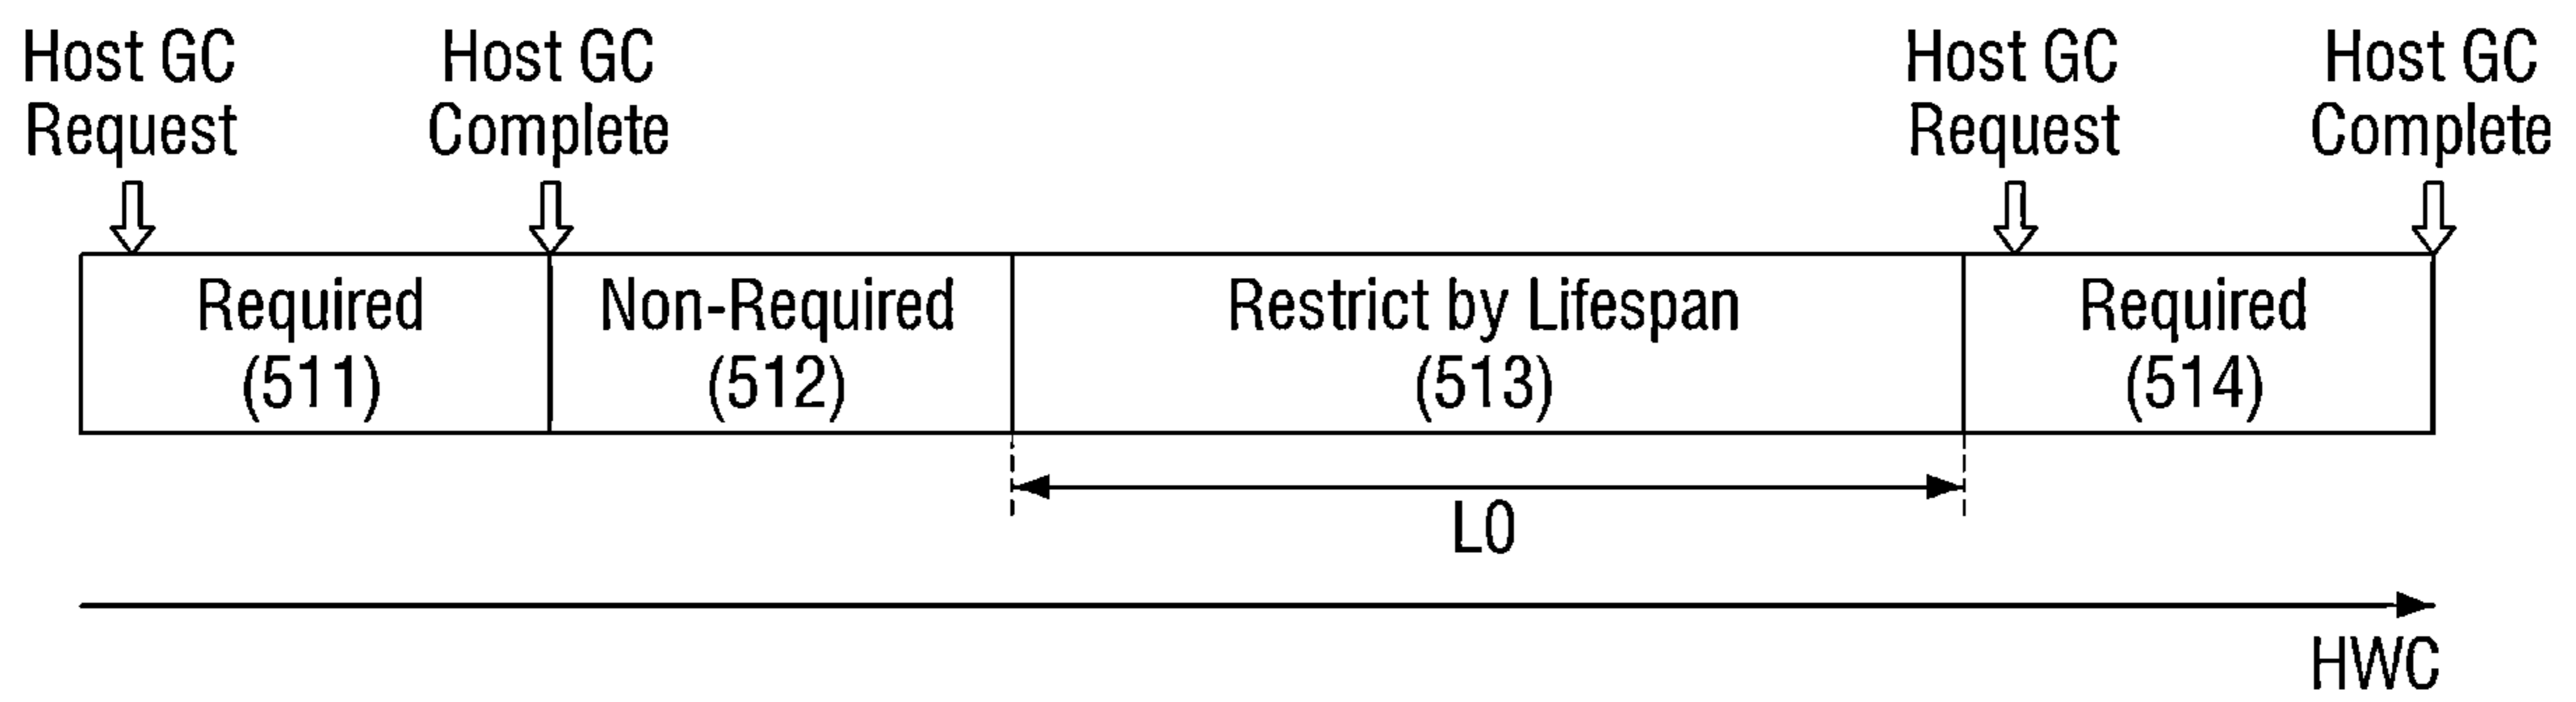 Host GC
Request
Host GC
Complete
Host GC
Request
Host GC
Complete
Required
(511)
Non-Required
(512)
Restrict by Lifespan
(513)
Required
(514)
L0
HWC